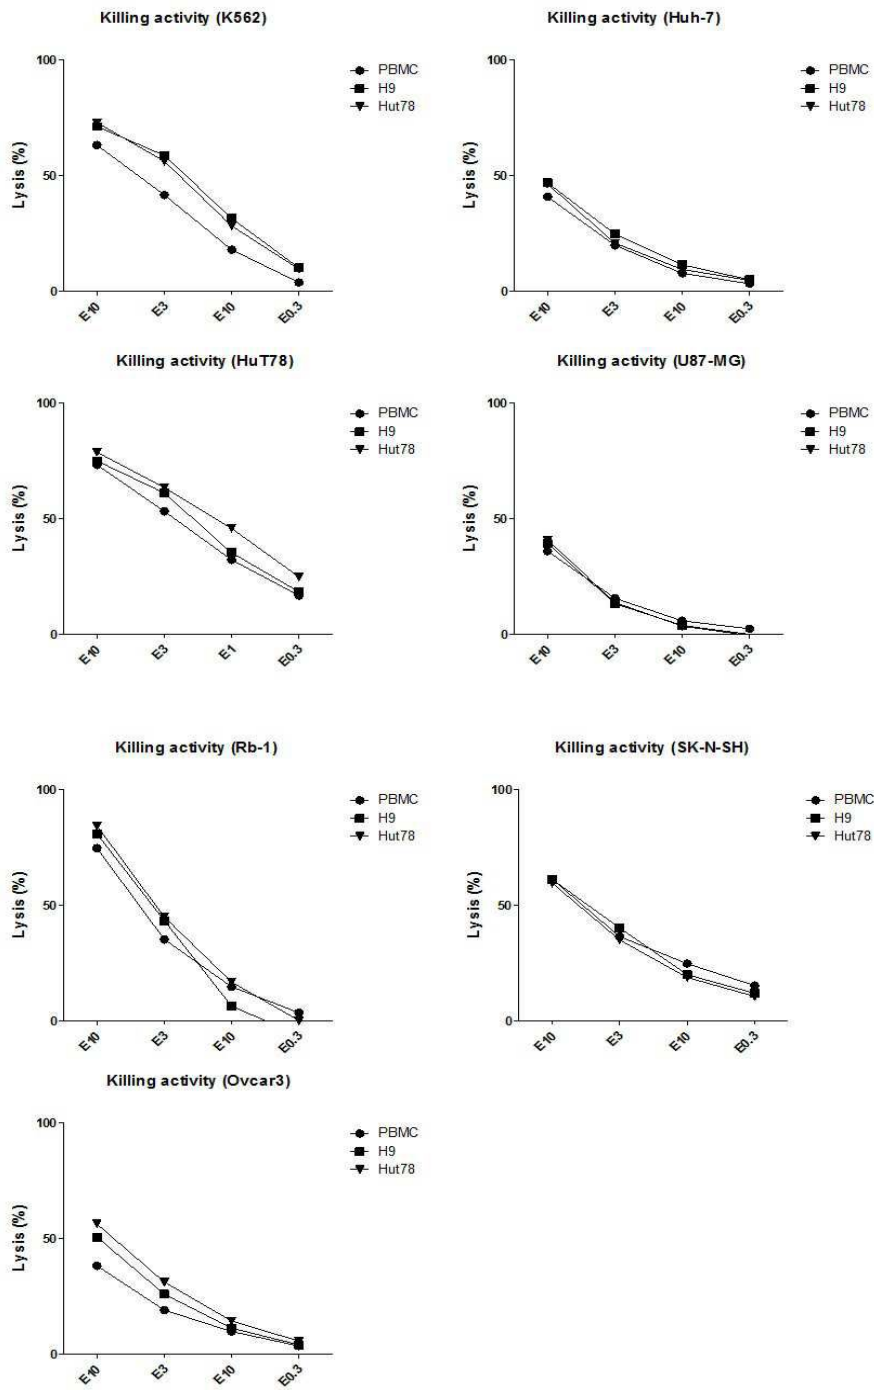 Killing activity (K562)
100
50
0
Lysis (%)
E10
E3
E10
E0.3
PBMC
H9
Hut78
Killing activity (Huh-7)
100
50
0
Lysis (%)
E10
E3
E10
E0.3
PBMC
H9
Hut78
Killing activity (HuT78)
100
50
0
Lysis (%)
E10
E3
E1
E0.3
PBMC
H9
Hut78
Killing activity (U87-MG)
100
50
0
Lysis (%)
E10
E3
E10
E0.3
PBMC
H9
Hut78
Killing activity (Rb-1)
100
50
0
Lysis (%)
E10
E3
E10
E0.3
PBMC
H9
Hut78
Killing activity (SK-N-SH)
100
50
0
Lysis (%)
E10
E3
E10
E0.3
PBMC
H9
Hut78
Killing activity (Ovcar3)
100
50
0
Lysis (%)
E10
E3
E10
E0.3
PBMC
H9
Hut78